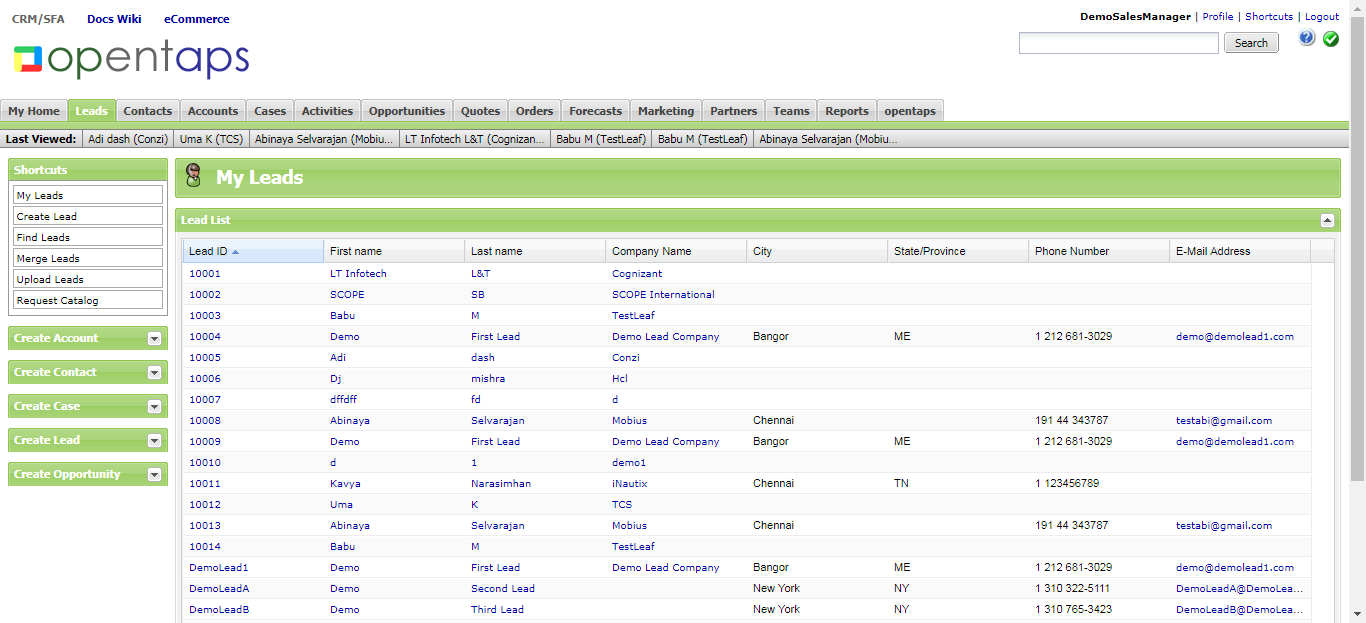 CRM/SFA Docs Wiki eCommerce
DemoSalesManager | Profile | Shortcuts | Logout
opentaps
Search
My Home Leads Contacts Accounts Cases Activities Opportunities Quotes Orders Forecasts Marketing Partners Teams Reports opentaps
Last Viewed: Adi dash (Conzi) Uma K (TCS) Abinaya Selvarajan (Mobiu... LT Infotech L&T (Cognizan... Babu M (TestLeaf) Babu M (TestLeaf) Abinaya Selvarajan (Mobiu...
Shortcuts
My Leads
Create Lead
Find Leads
Merge Leads
Upload Leads
Request Catalog
Create Account
Create Contact
Create Case
Create Lead
Create Opportunity
My Leads
Lead List
Lead ID First name Last name Company Name City State/Province Phone Number E-Mail Address
10001 LT Infotech L&T Cognizant
10002 SCOPE SB SCOPE International
10003 Babu M TestLeaf
10004 Demo First Lead Demo Lead Company Bangor ME 1 212 681-3029 demo@demolead1.com
10005 Adi dash Conzi
10006 Dj mishra Hcl
10007 dffdff fd d
10008 Abinaya Selvarajan Mobius Chennai 191 44 343787 testabi@gmail.com
10009 Demo First Lead Demo Lead Company Bangor ME 1 212 681-3029 demo@demolead1.com
10010 d 1 demo1
10011 Kavya Narasimhan iNautix Chennai TN 1 123456789
10012 Uma K TCS
10013 Abinaya Selvarajan Mobius Chennai 191 44 343787 testabi@gmail.com
10014 Babu M TestLeaf
DemoLead1 Demo First Lead Demo Lead Company Bangor ME 1 212 681-3029 demo@demolead1.com
DemoLeadA Demo Second Lead New York NY 1 310 322-5111 DemoLeadA@DemoLea...
DemoLeadB Demo Third Lead New York NY 1 310 765-3423 DemoLeadB@DemoLea...